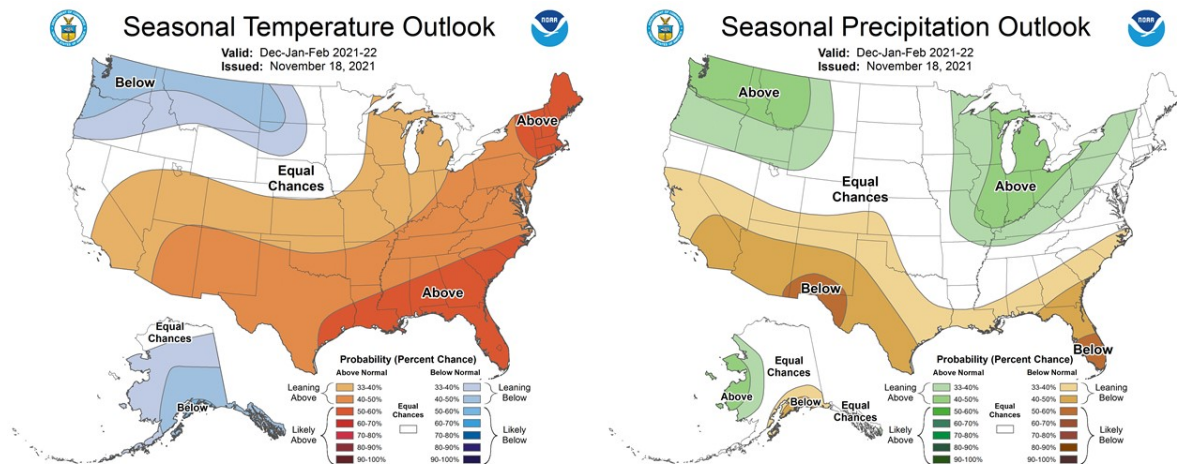 Seasonal Temperature Outlook
NOAA
Valid: Dec-Jan-Feb 2021-22
Issued: November 18, 2021
Below
Above
Equal
Chances
Above
Equal
Chances
Below
Probability (Percent Chance)
Above Normal
Below Normal
Leaning
Above
33-40%
40-50%
50-60%
Likely
Above
60-70%
70-80%
80-90%
90-100%
Equal
Chances
33-40%
40-50%
50-60%
60-70%
70-80%
80-90%
90-100%
Leaning
Below
Likely
Below
Seasonal Precipitation Outlook
NOAA
Valid: Dec-Jan-Feb 2021-22
Issued: November 18, 2021
Above
Equal
Chances
Above
Below
Below
Equal
Chances
Above
Below
Equal
Chances
Probability (Percent Chance)
Above Normal
Below Normal
Leaning
Above
33-40%
40-50%
50-60%
Likely
Above
60-70%
70-80%
80-90%
90-100%
Equal
Chances
33-40%
40-50%
50-60%
60-70%
70-80%
80-90%
90-100%
Leaning
Below
Likely
Below